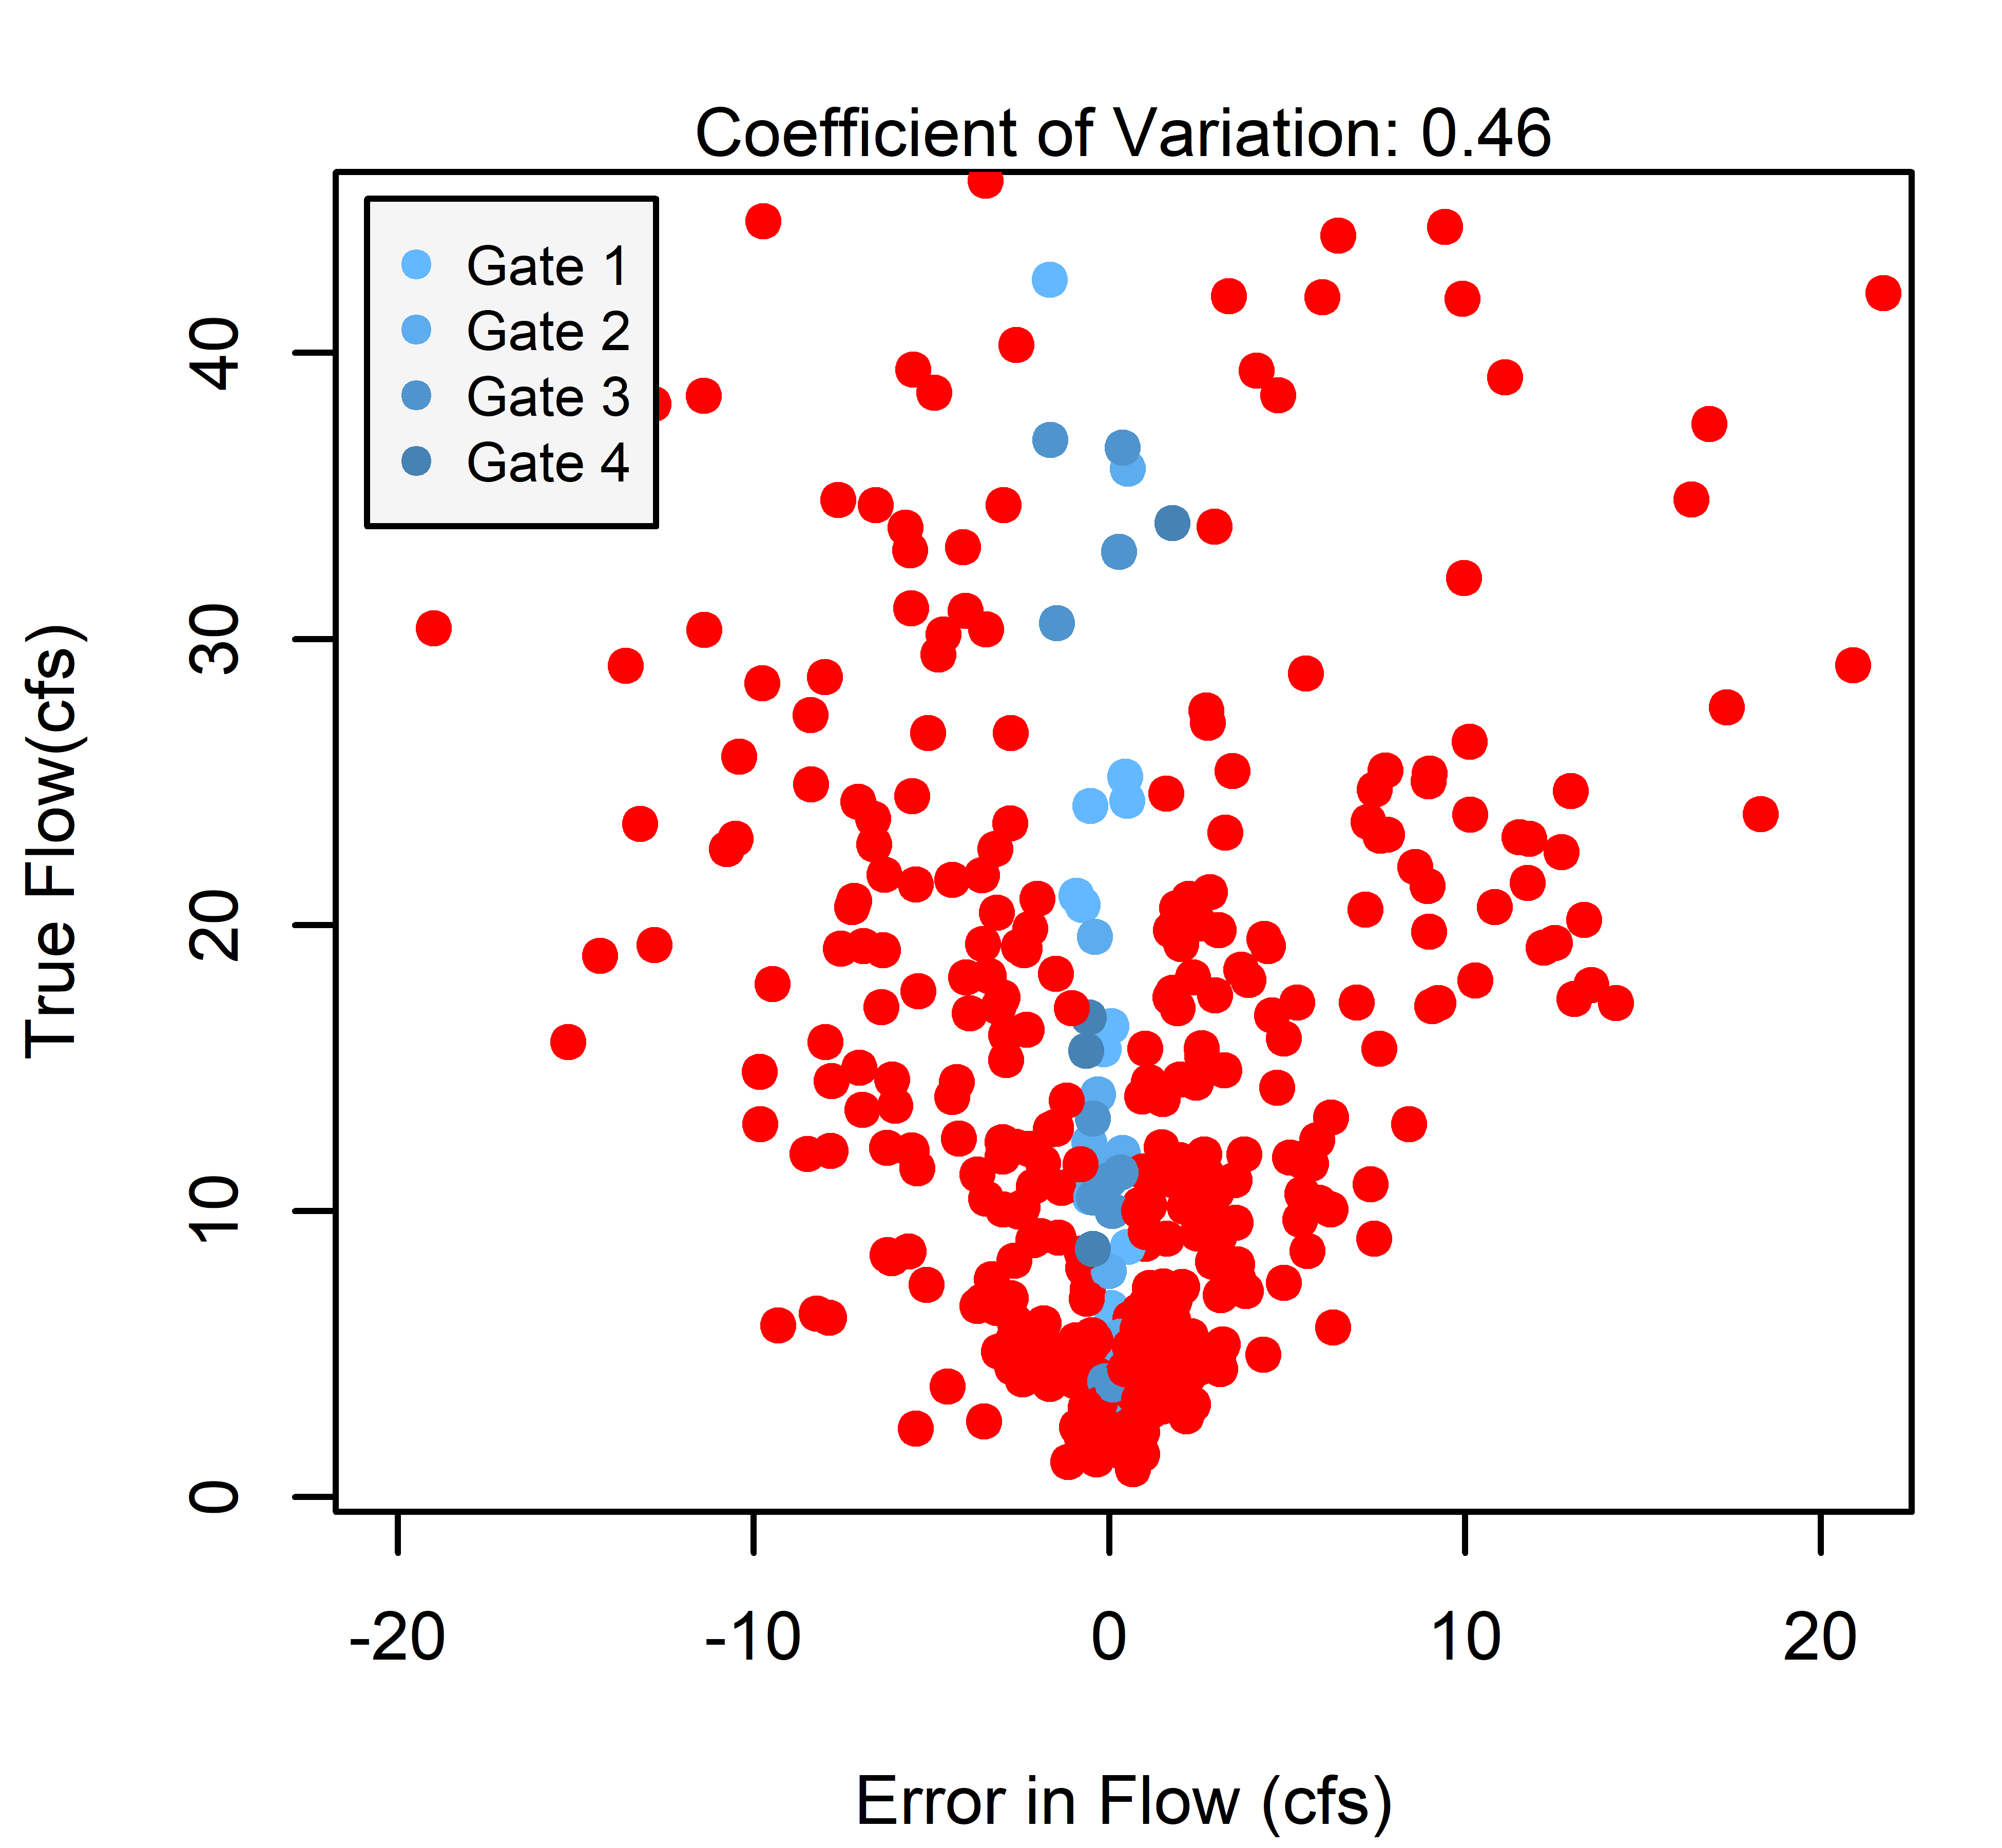 Coefficient of Variation: 0.46
Gate 1
Gate 2
Gate 3
Gate 4
True Flow(cfs)
40
30
20
10
0
-20 -10 0 10 20
Error in Flow (cfs)